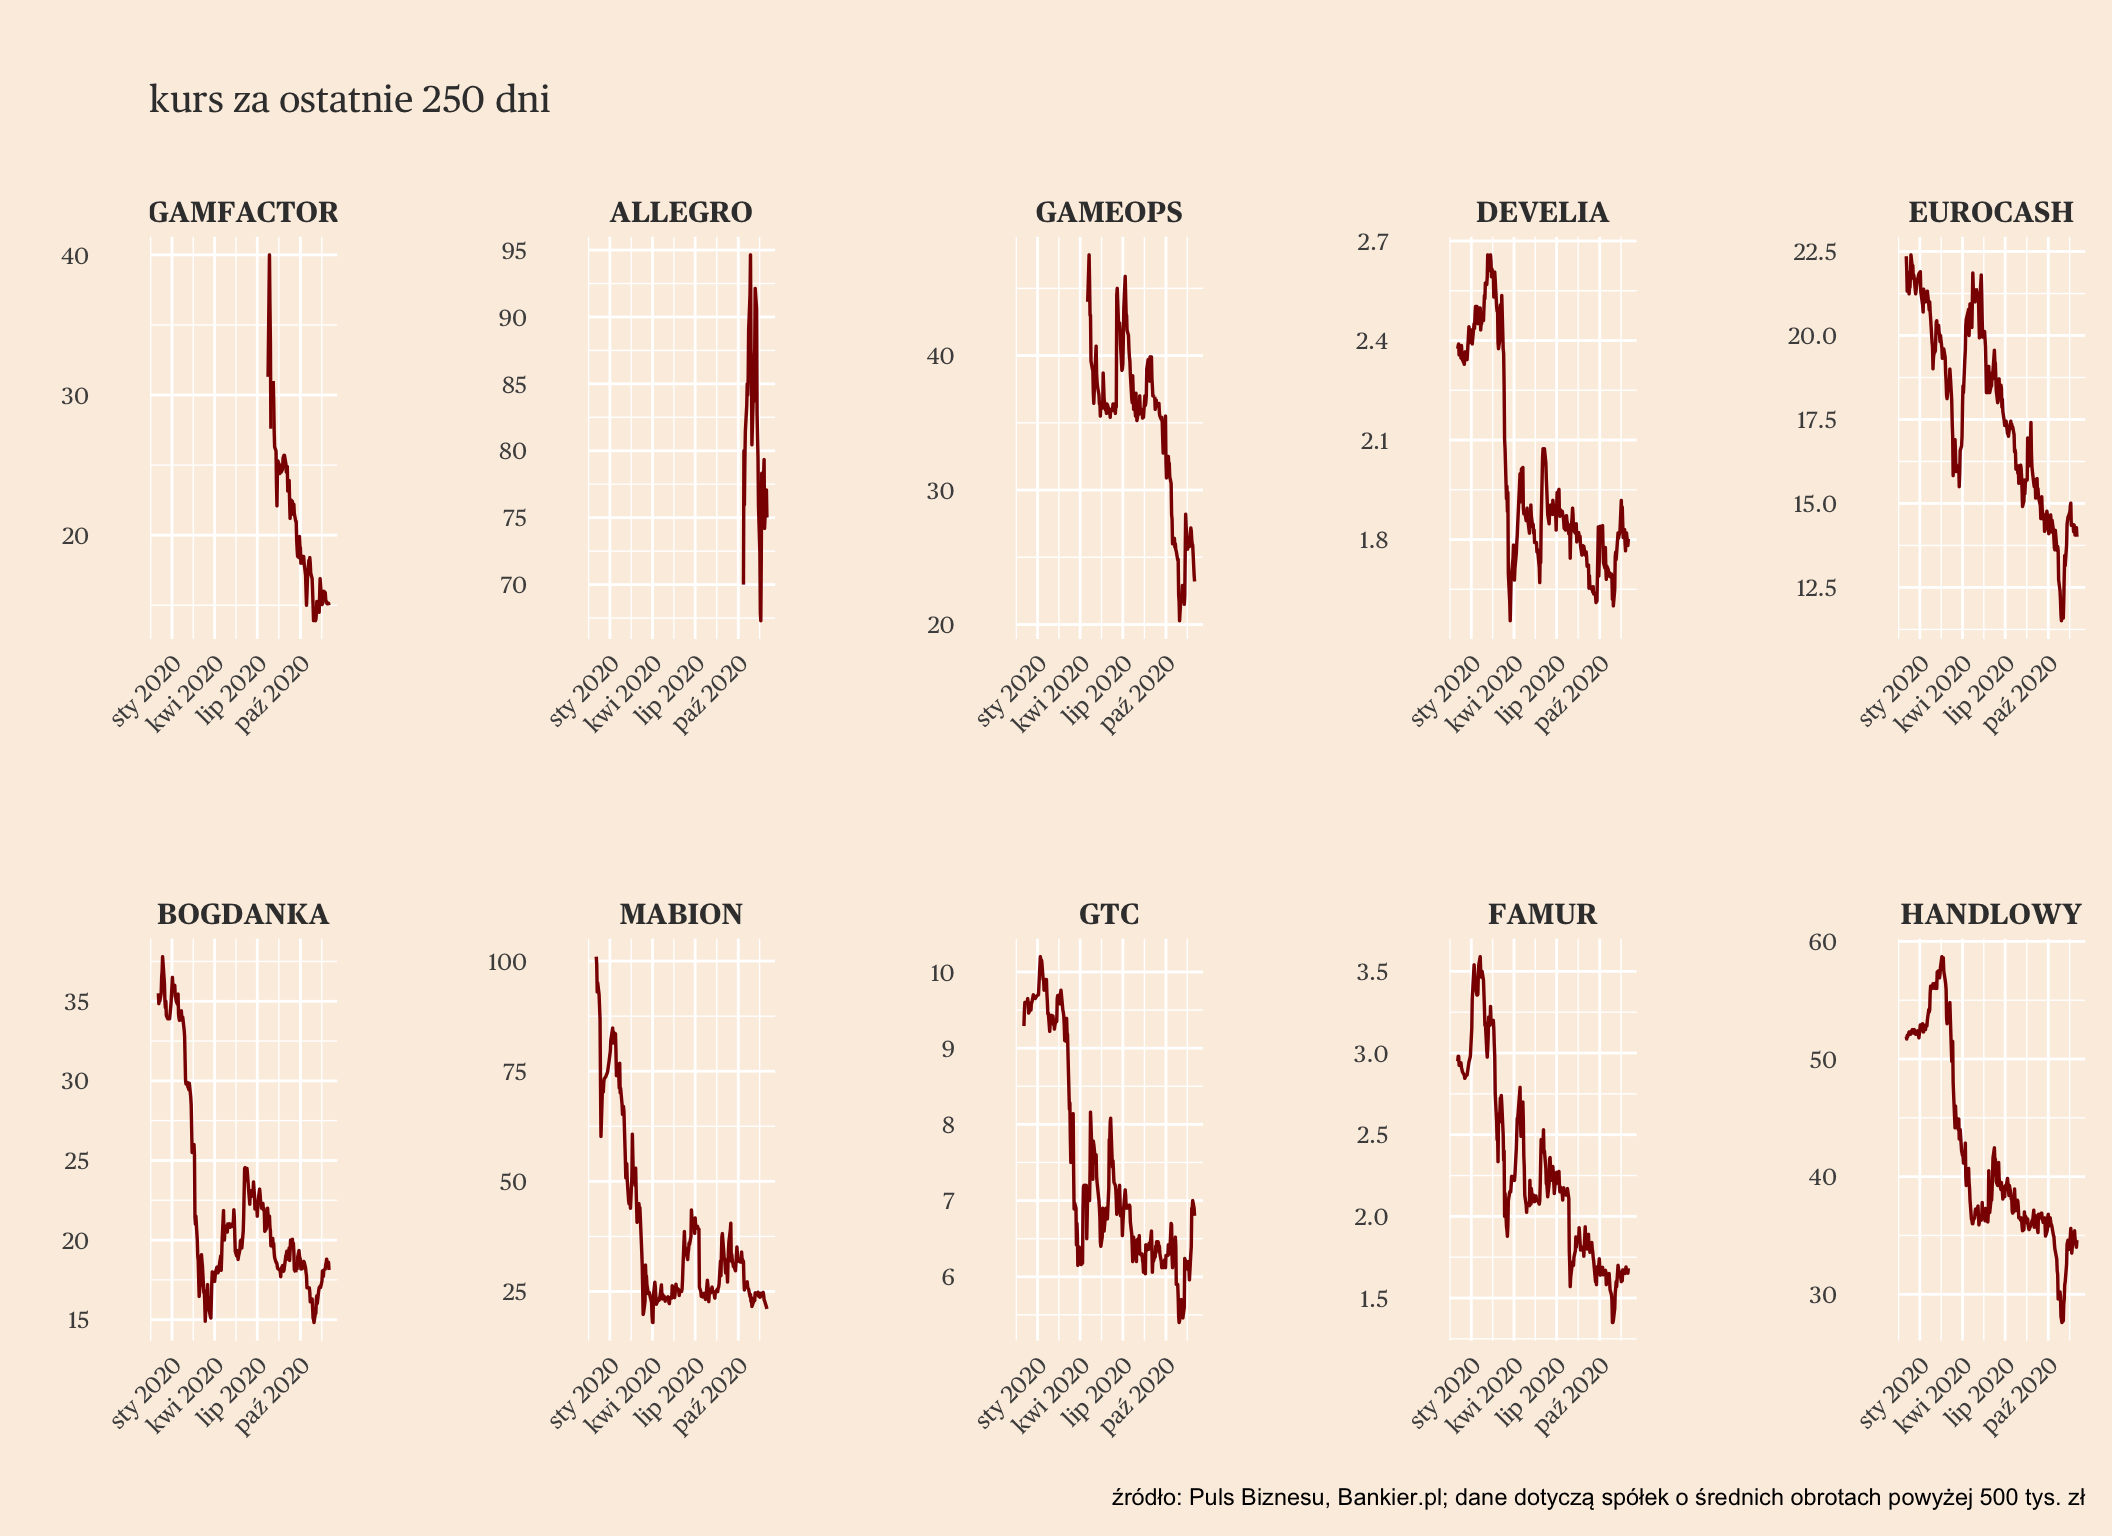 kurs za ostatnie 250 dni
GAMFACTOR
40
30
20
sty 2020
kwi 2020
lip 2020
paź 2020
ALLEGRO
95
90
85
80
75
70
sty 2020
kwi 2020
lip 2020
paź 2020
GAMEOPS
40
30
20
sty 2020
kwi 2020
lip 2020
paź 2020
DEVELIA
2.7
2.4
2.1
1.8
sty 2020
kwi 2020
lip 2020
paź 2020
EUROCASH
22.5
20.0
17.5
15.0
12.5
sty 2020
kwi 2020
lip 2020
paź 2020
BOGDANKA
35
30
25
20
15
sty 2020
kwi 2020
lip 2020
paź 2020
MABION
100
75
50
25
sty 2020
kwi 2020
lip 2020
paź 2020
GTC
10
9
8
7
6
sty 2020
kwi 2020
lip 2020
paź 2020
FAMUR
3.5
3.0
2.5
2.0
1.5
sty 2020
kwi 2020
lip 2020
paź 2020
HANDLOWY
60
50
40
30
sty 2020
kwi 2020
lip 2020
paź 2020
źródło: Puls Biznesu, Bankier.pl; dane dotyczą spółek o średnich obrotach powyżej 500 tys. zł